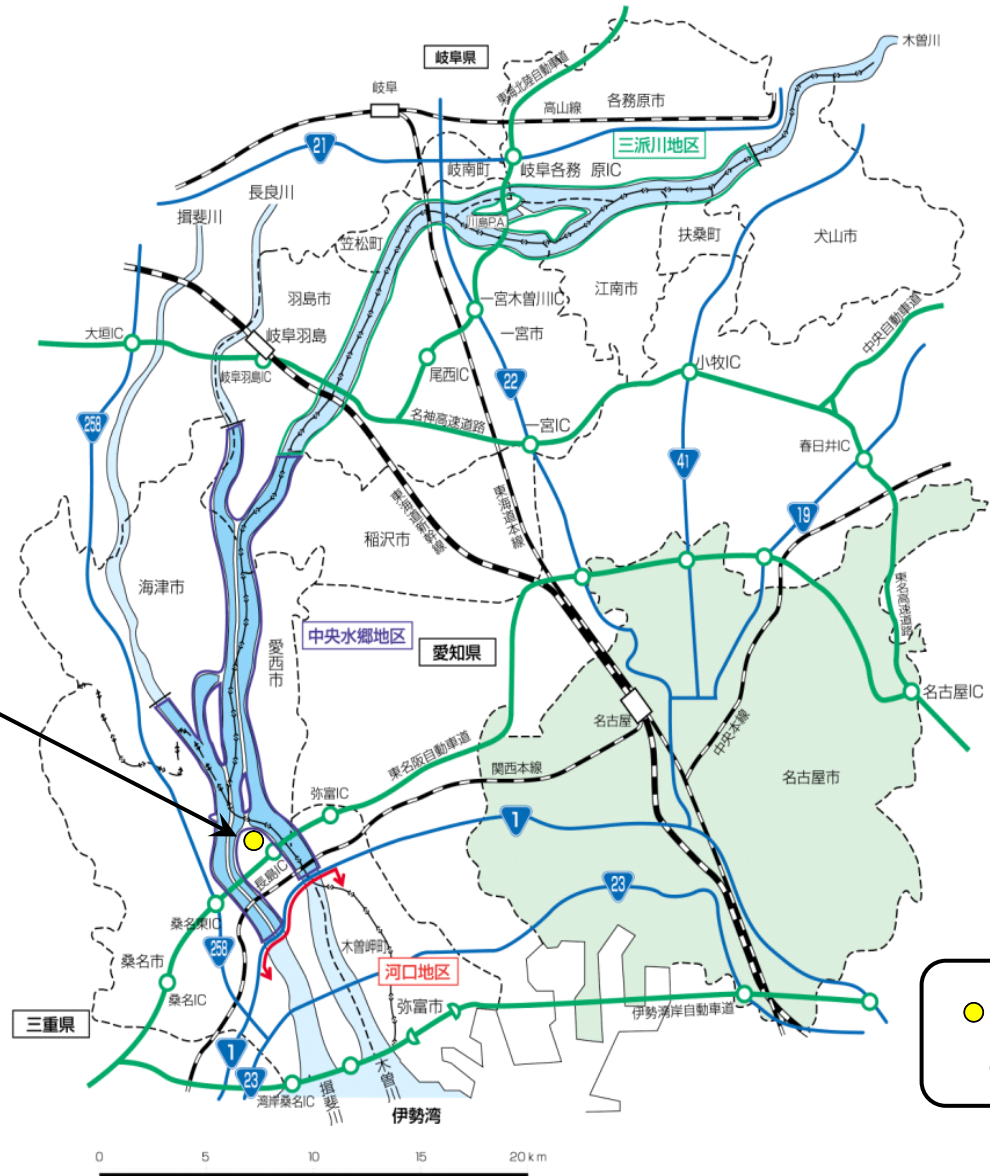 木曽川
岐阜県
東海北陸自動車道
岐阜
高山線
各務原市
21
三派川地区
岐南町
岐阜各務 原IC
長良川
揖斐川
川島PA
笠松町
扶桑町
犬山市
羽島市
江南市
一宮木曽川IC
大垣IC
岐阜羽島
一宮市
中央自動車道
岐阜羽島IC
尾西IC
小牧IC
22
258
名神高速道路
一宮IC
春日井IC
41
東海道新幹線
東海道本線
19
稲沢市
海津市
東名高速道路
中央水郷地区
愛西市
愛知県
名古屋IC
名古屋
中央本線
東名阪自動車道
関西本線
名古屋市
弥富IC
1
長島IC
23
桑名東IC
258
木曽岬町
桑名市
河口地区
桑名IC
弥富市
伊勢湾岸自動車道
三重県
1
23
湾岸桑名IC
揖斐川
木曽川
伊勢湾
0 5 10 15 20km